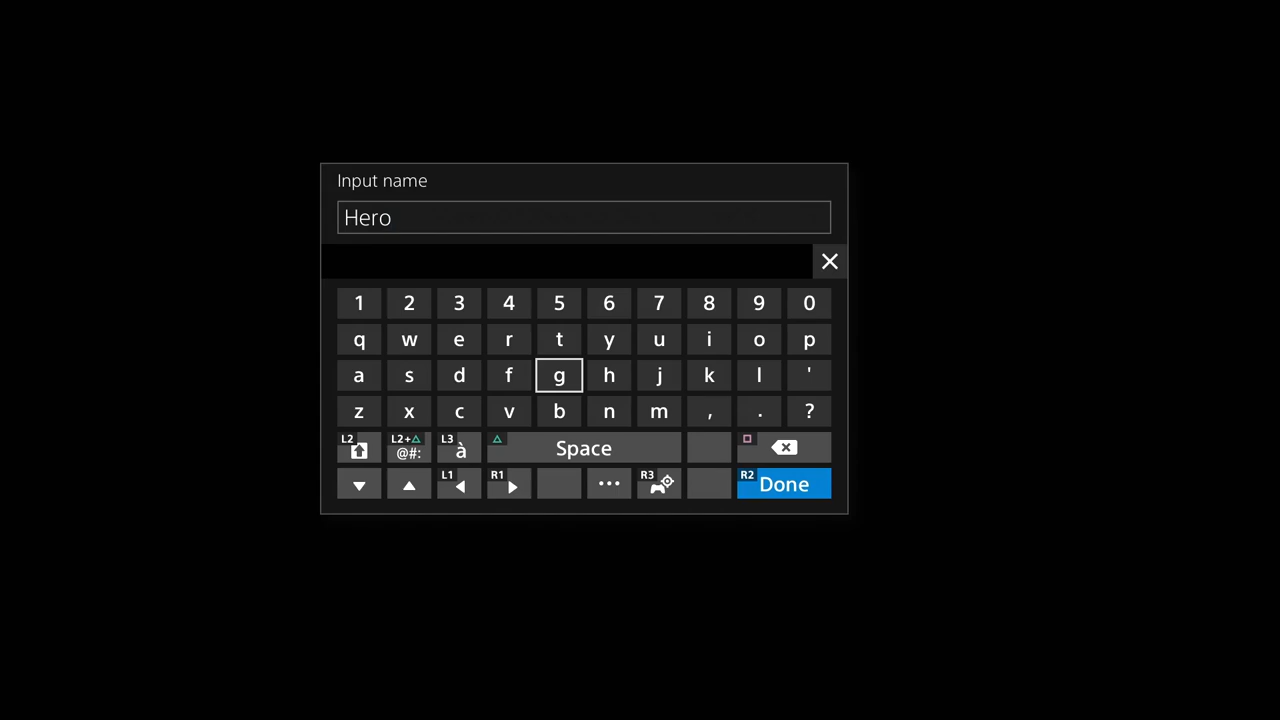 Input name
Hero
1 2 3 4 5 6 7 8 9 0
q w e r t y u i o p
a s d f g h j k l '
z x c v b n m , . ?
L2 L2+△ @#: L3 à △ Space □
L1 R1 ... R3 R2 Done